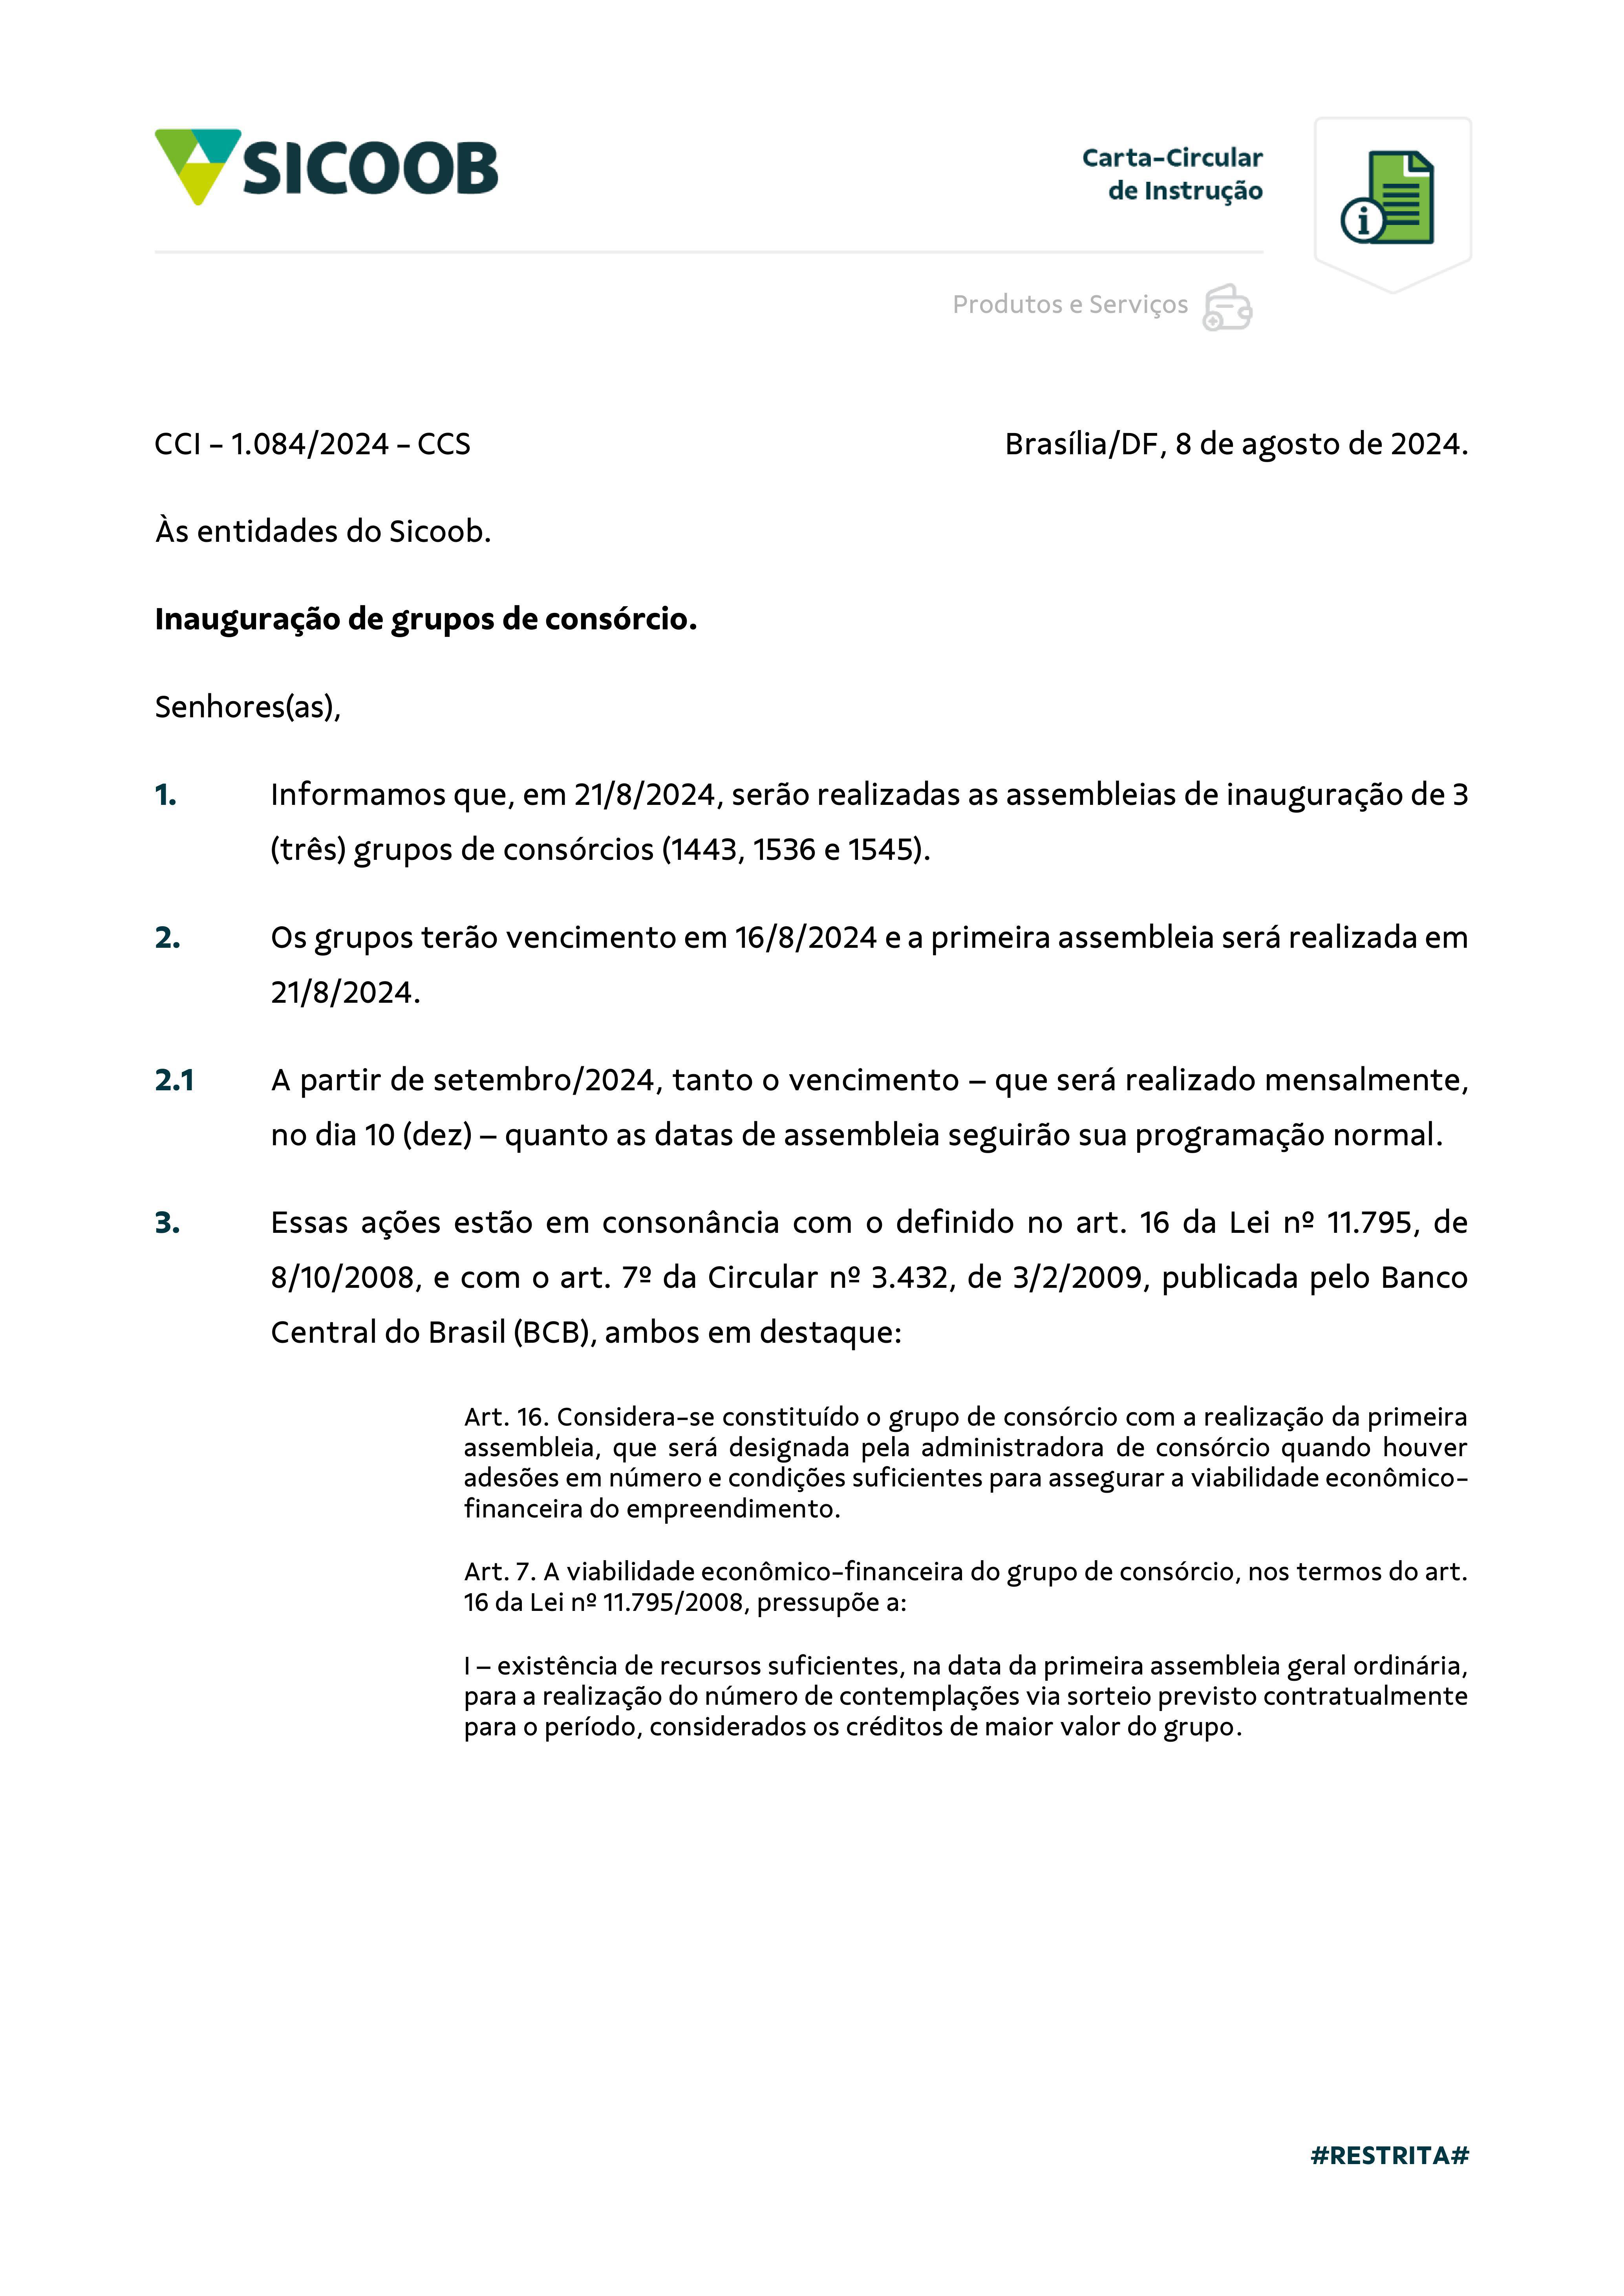 SICOOB
Carta-Circular
de Instrução
Produtos e Serviços
CCI – 1.084/2024 – CCS
Brasília/DF, 8 de agosto de 2024.
Às entidades do Sicoob.
Inauguração de grupos de consórcio.
Senhores(as),
1. Informamos que, em 21/8/2024, serão realizadas as assembleias de inauguração de 3
(três) grupos de consórcios (1443, 1536 e 1545).
2. Os grupos terão vencimento em 16/8/2024 e a primeira assembleia será realizada em
21/8/2024.
2.1 A partir de setembro/2024, tanto o vencimento – que será realizado mensalmente,
no dia 10 (dez) – quanto as datas de assembleia seguirão sua programação normal.
3. Essas ações estão em consonância com o definido no art. 16 da Lei nº 11.795, de
8/10/2008, e com o art. 7º da Circular nº 3.432, de 3/2/2009, publicada pelo Banco
Central do Brasil (BCB), ambos em destaque:
Art. 16. Considera-se constituído o grupo de consórcio com a realização da primeira
assembleia, que será designada pela administradora de consórcio quando houver
adesões em número e condições suficientes para assegurar a viabilidade econômico-
financeira do empreendimento.
Art. 7. A viabilidade econômico-financeira do grupo de consórcio, nos termos do art.
16 da Lei nº 11.795/2008, pressupõe a:
I – existência de recursos suficientes, na data da primeira assembleia geral ordinária,
para a realização do número de contemplações via sorteio previsto contratualmente
para o período, considerados os créditos de maior valor do grupo.
#RESTRITA#